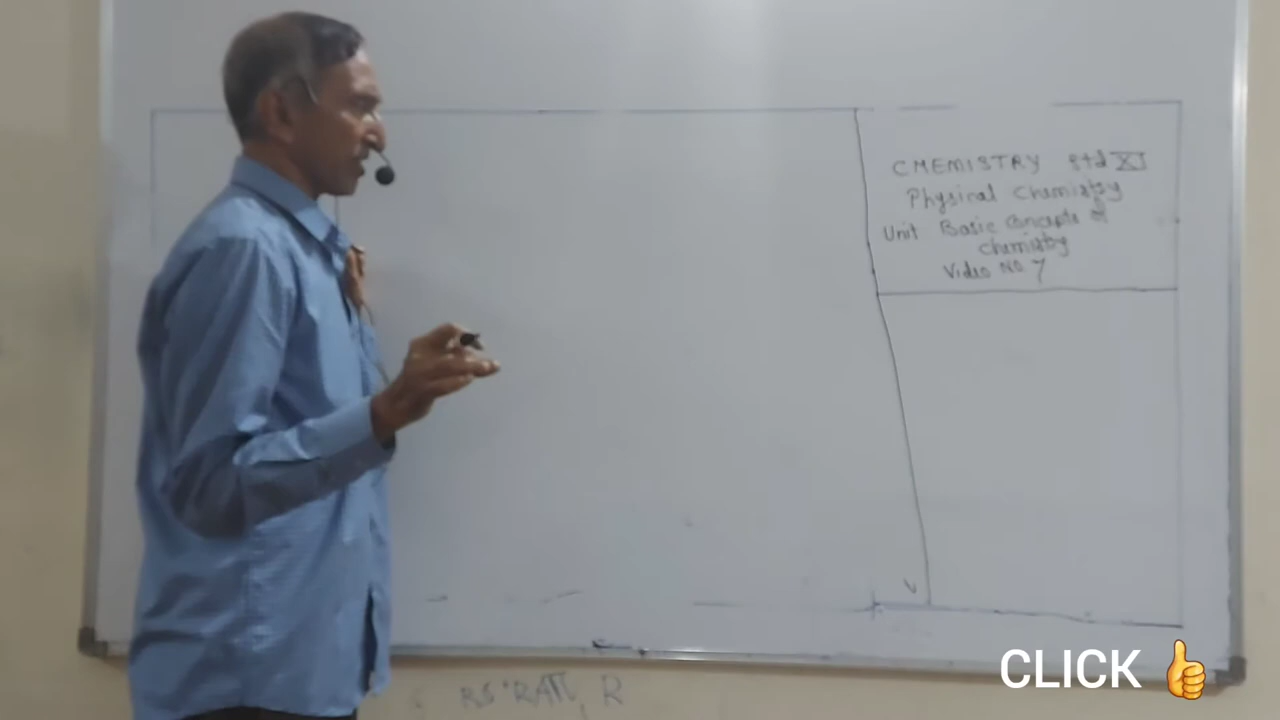 CHEMISTRY Std XI
Physical Chemistry
Unit Basic Concepts of
Chemistry
Video No 7
CLICK